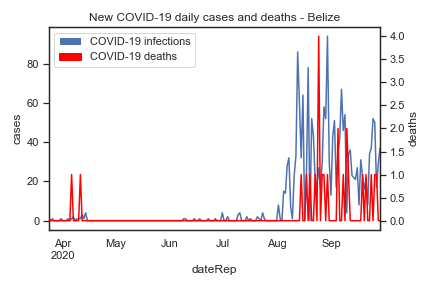 New COVID-19 daily cases and deaths - Belize
COVID-19 infections
COVID-19 deaths
cases
80
60
40
20
0
deaths
4.0
3.5
3.0
2.5
2.0
1.5
1.0
0.5
0.0
Apr
2020
May
Jun
Jul
Aug
Sep
dateRep